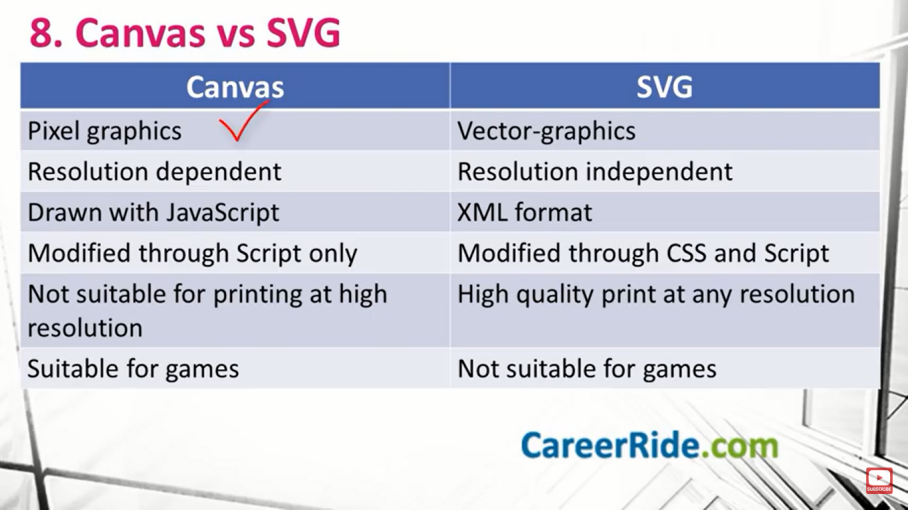 8. Canvas vs SVG
Canvas SVG
Pixel graphics Vector-graphics
Resolution dependent Resolution independent
Drawn with JavaScript XML format
Modified through Script only Modified through CSS and Script
Not suitable for printing at high High quality print at any resolution
resolution
Suitable for games Not suitable for games
CareerRide.com
SUBSCRIBE